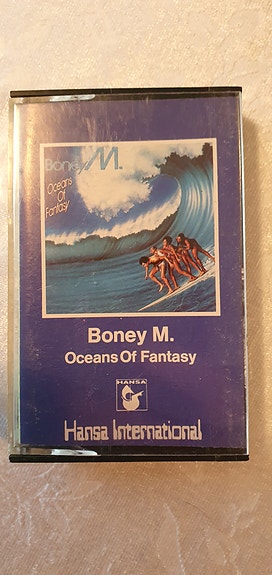 Boney M.
Oceans
Of
Fantasy
Boney M.
Oceans Of Fantasy
HANSA
Hansa International